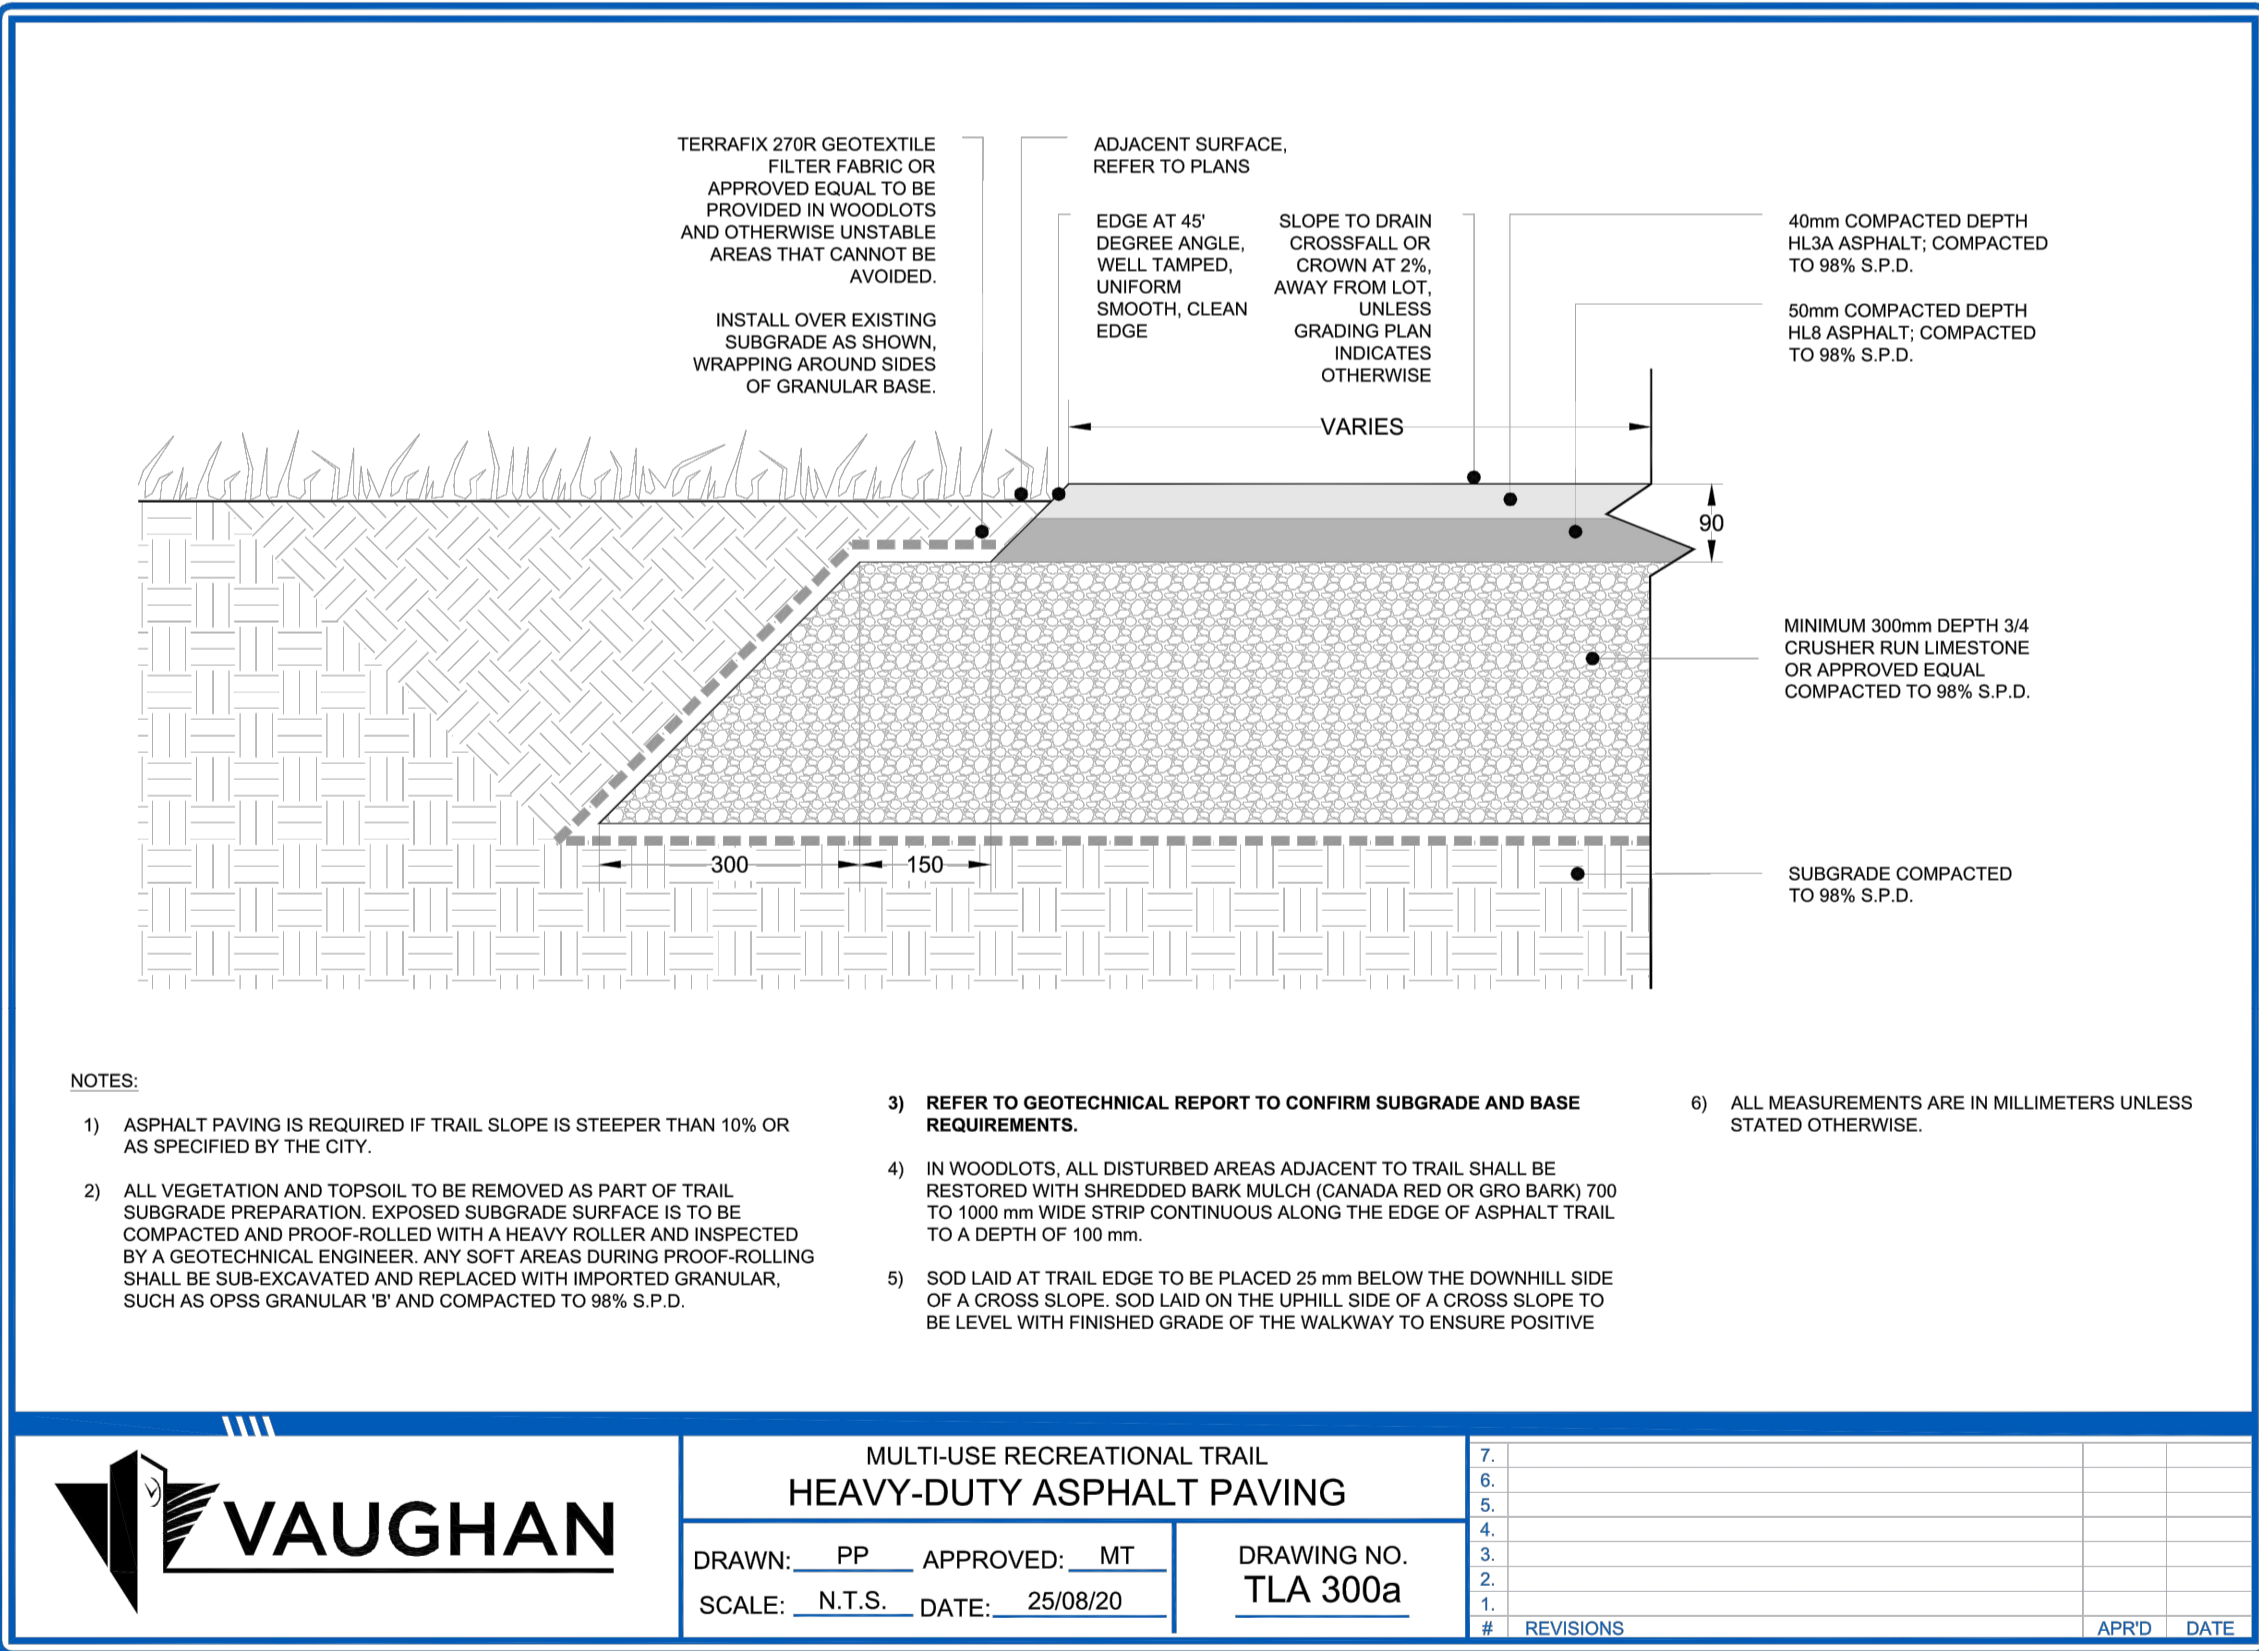 TERRAFIX 270R GEOTEXTILE
FILTER FABRIC OR
APPROVED EQUAL TO BE
PROVIDED IN WOODLOTS
AND OTHERWISE UNSTABLE
AREAS THAT CANNOT BE
AVOIDED.
INSTALL OVER EXISTING
SUBGRADE AS SHOWN,
WRAPPING AROUND SIDES
OF GRANULAR BASE.
ADJACENT SURFACE,
REFER TO PLANS
EDGE AT 45'
DEGREE ANGLE,
WELL TAMPED,
UNIFORM
SMOOTH, CLEAN
EDGE
SLOPE TO DRAIN
CROSSFALL OR
CROWN AT 2%,
AWAY FROM LOT,
UNLESS
GRADING PLAN
INDICATES
OTHERWISE
40mm COMPACTED DEPTH
HL3A ASPHALT; COMPACTED
TO 98% S.P.D.
50mm COMPACTED DEPTH
HL8 ASPHALT; COMPACTED
TO 98% S.P.D.
VARIES
90
MINIMUM 300mm DEPTH 3/4
CRUSHER RUN LIMESTONE
OR APPROVED EQUAL
COMPACTED TO 98% S.P.D.
300
150
SUBGRADE COMPACTED
TO 98% S.P.D.
NOTES:
1) ASPHALT PAVING IS REQUIRED IF TRAIL SLOPE IS STEEPER THAN 10% OR
AS SPECIFIED BY THE CITY.
2) ALL VEGETATION AND TOPSOIL TO BE REMOVED AS PART OF TRAIL
SUBGRADE PREPARATION. EXPOSED SUBGRADE SURFACE IS TO BE
COMPACTED AND PROOF-ROLLED WITH A HEAVY ROLLER AND INSPECTED
BY A GEOTECHNICAL ENGINEER. ANY SOFT AREAS DURING PROOF-ROLLING
SHALL BE SUB-EXCAVATED AND REPLACED WITH IMPORTED GRANULAR,
SUCH AS OPSS GRANULAR 'B' AND COMPACTED TO 98% S.P.D.
3) REFER TO GEOTECHNICAL REPORT TO CONFIRM SUBGRADE AND BASE
REQUIREMENTS.
4) IN WOODLOTS, ALL DISTURBED AREAS ADJACENT TO TRAIL SHALL BE
RESTORED WITH SHREDDED BARK MULCH (CANADA RED OR GRO BARK) 700
TO 1000 mm WIDE STRIP CONTINUOUS ALONG THE EDGE OF ASPHALT TRAIL
TO A DEPTH OF 100 mm.
5) SOD LAID AT TRAIL EDGE TO BE PLACED 25 mm BELOW THE DOWNHILL SIDE
OF A CROSS SLOPE. SOD LAID ON THE UPHILL SIDE OF A CROSS SLOPE TO
BE LEVEL WITH FINISHED GRADE OF THE WALKWAY TO ENSURE POSITIVE
6) ALL MEASUREMENTS ARE IN MILLIMETERS UNLESS
STATED OTHERWISE.
VAUGHAN
MULTI-USE RECREATIONAL TRAIL
HEAVY-DUTY ASPHALT PAVING
DRAWN: PP APPROVED: MT
SCALE: N.T.S. DATE: 25/08/20
DRAWING NO.
TLA 300a
7.
6.
5.
4.
3.
2.
1.
# REVISIONS APR'D DATE